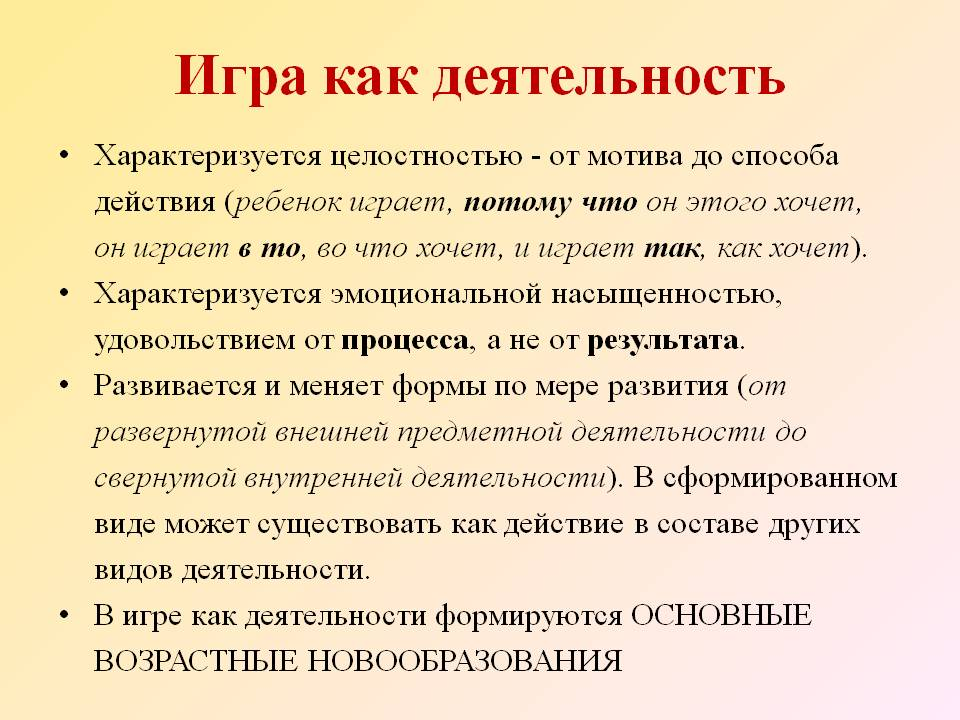 Игра как деятельность
• Характеризуется целостностью - от мотива до способа
действия (ребенок играет, потому что он этого хочет,
он играет в то, во что хочет, и играет так, как хочет).
• Характеризуется эмоциональной насыщенностью,
удовольствием от процесса, а не от результата.
• Развивается и меняет формы по мере развития (от
развернутой внешней предметной деятельности до
свернутой внутренней деятельности). В сформированном
виде может существовать как действие в составе других
видов деятельности.
• В игре как деятельности формируются ОСНОВНЫЕ
ВОЗРАСТНЫЕ НОВООБРАЗОВАНИЯ